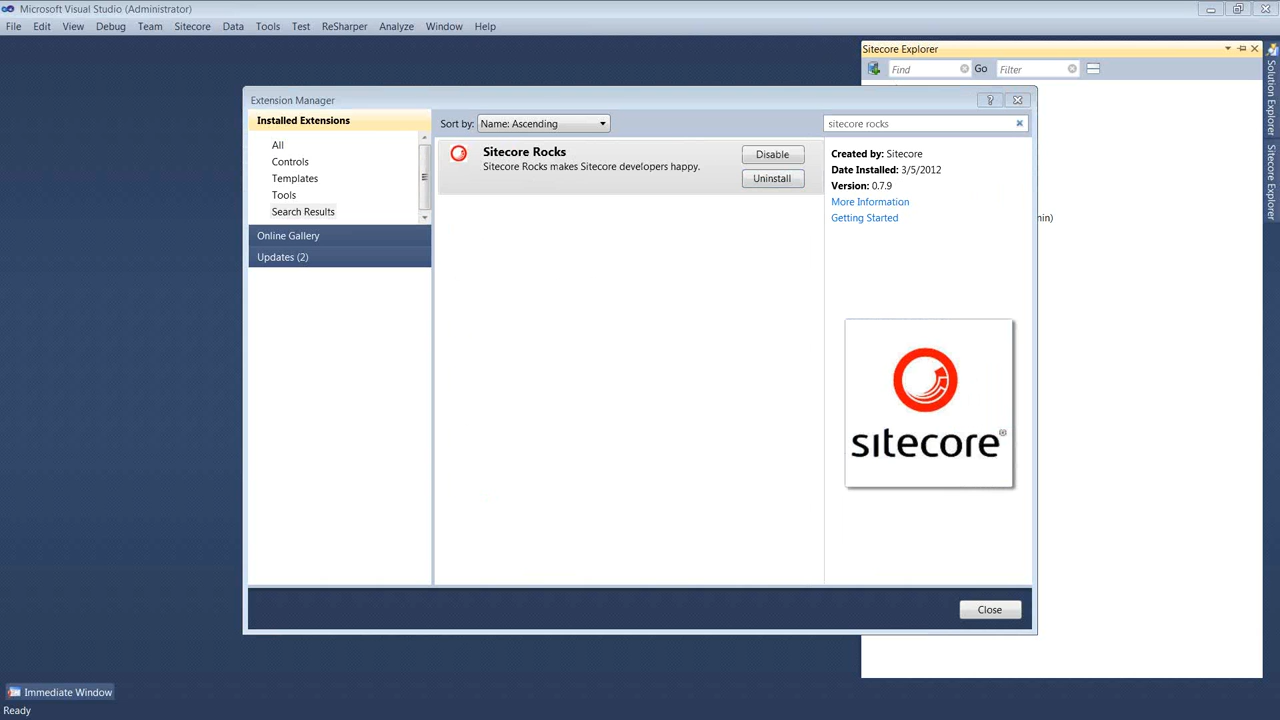 Microsoft Visual Studio (Administrator)
File Edit View Debug Team Sitecore Data Tools Test ReSharper Analyze Window Help
Sitecore Explorer
Find Go Filter
Extension Manager
Installed Extensions
All
Controls
Templates
Tools
Search Results
Online Gallery
Updates (2)
Sort by: Name: Ascending
sitecore rocks
Sitecore Rocks
Sitecore Rocks makes Sitecore developers happy.
Disable
Uninstall
Created by: Sitecore
Date Installed: 3/5/2012
Version: 0.7.9
More Information
Getting Started
sitecore®
Close
min)
Solution Explorer
Sitecore Explorer
Immediate Window
Ready